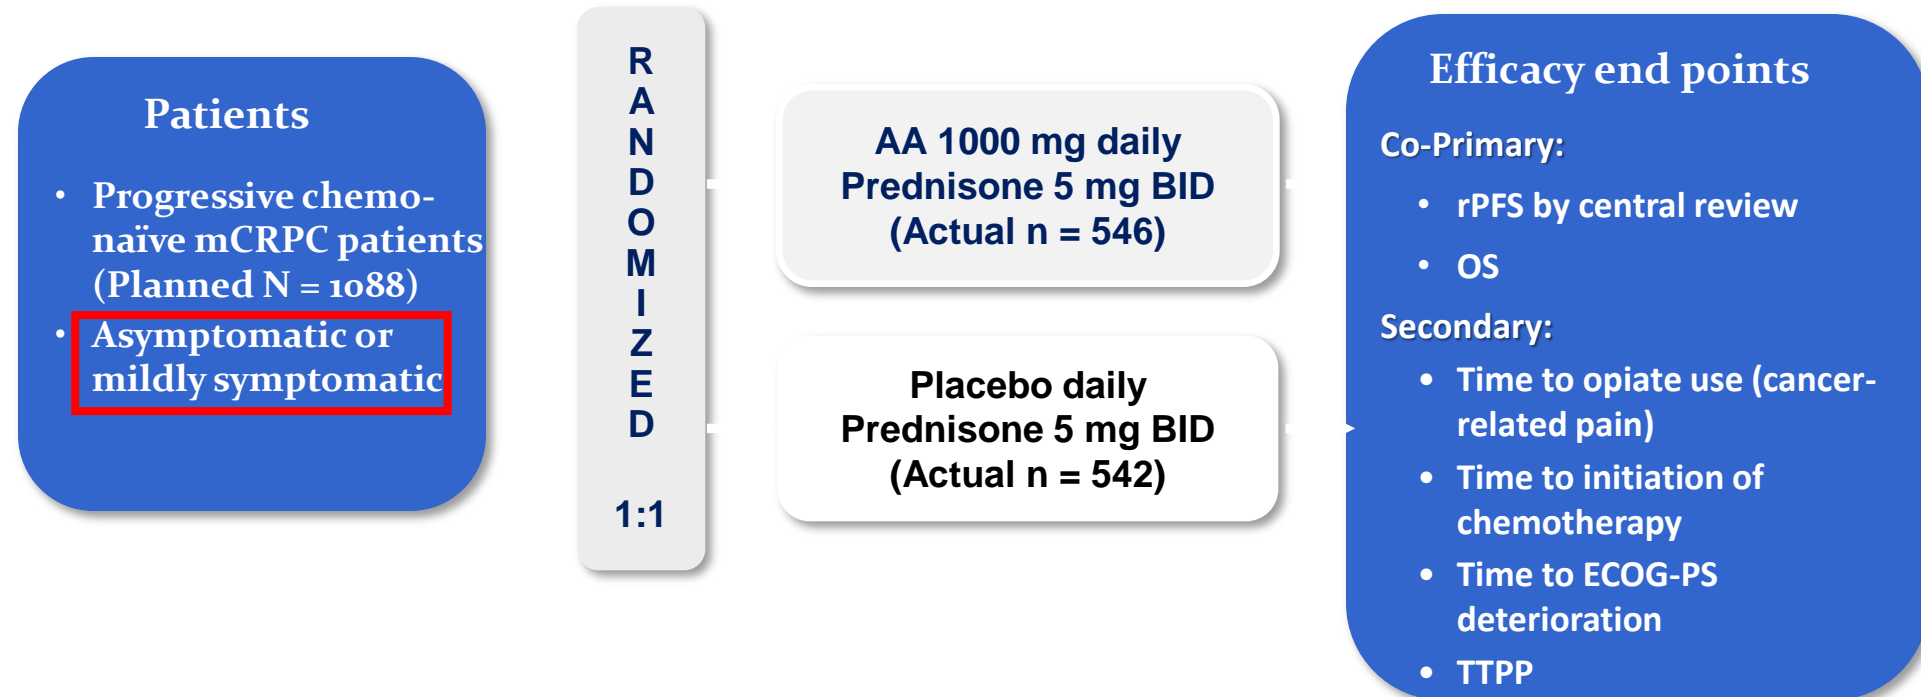 Patients
• Progressive chemo-
naïve mCRPC patients
(Planned N = 1088)
• Asymptomatic or
mildly symptomatic
R
A
N
D
O
M
I
Z
E
D
1:1
AA 1000 mg daily
Prednisone 5 mg BID
(Actual n = 546)
Placebo daily
Prednisone 5 mg BID
(Actual n = 542)
Efficacy end points
Co-Primary:
• rPFS by central review
• OS
Secondary:
• Time to opiate use (cancer-
related pain)
• Time to initiation of
chemotherapy
• Time to ECOG-PS
deterioration
• TTPP